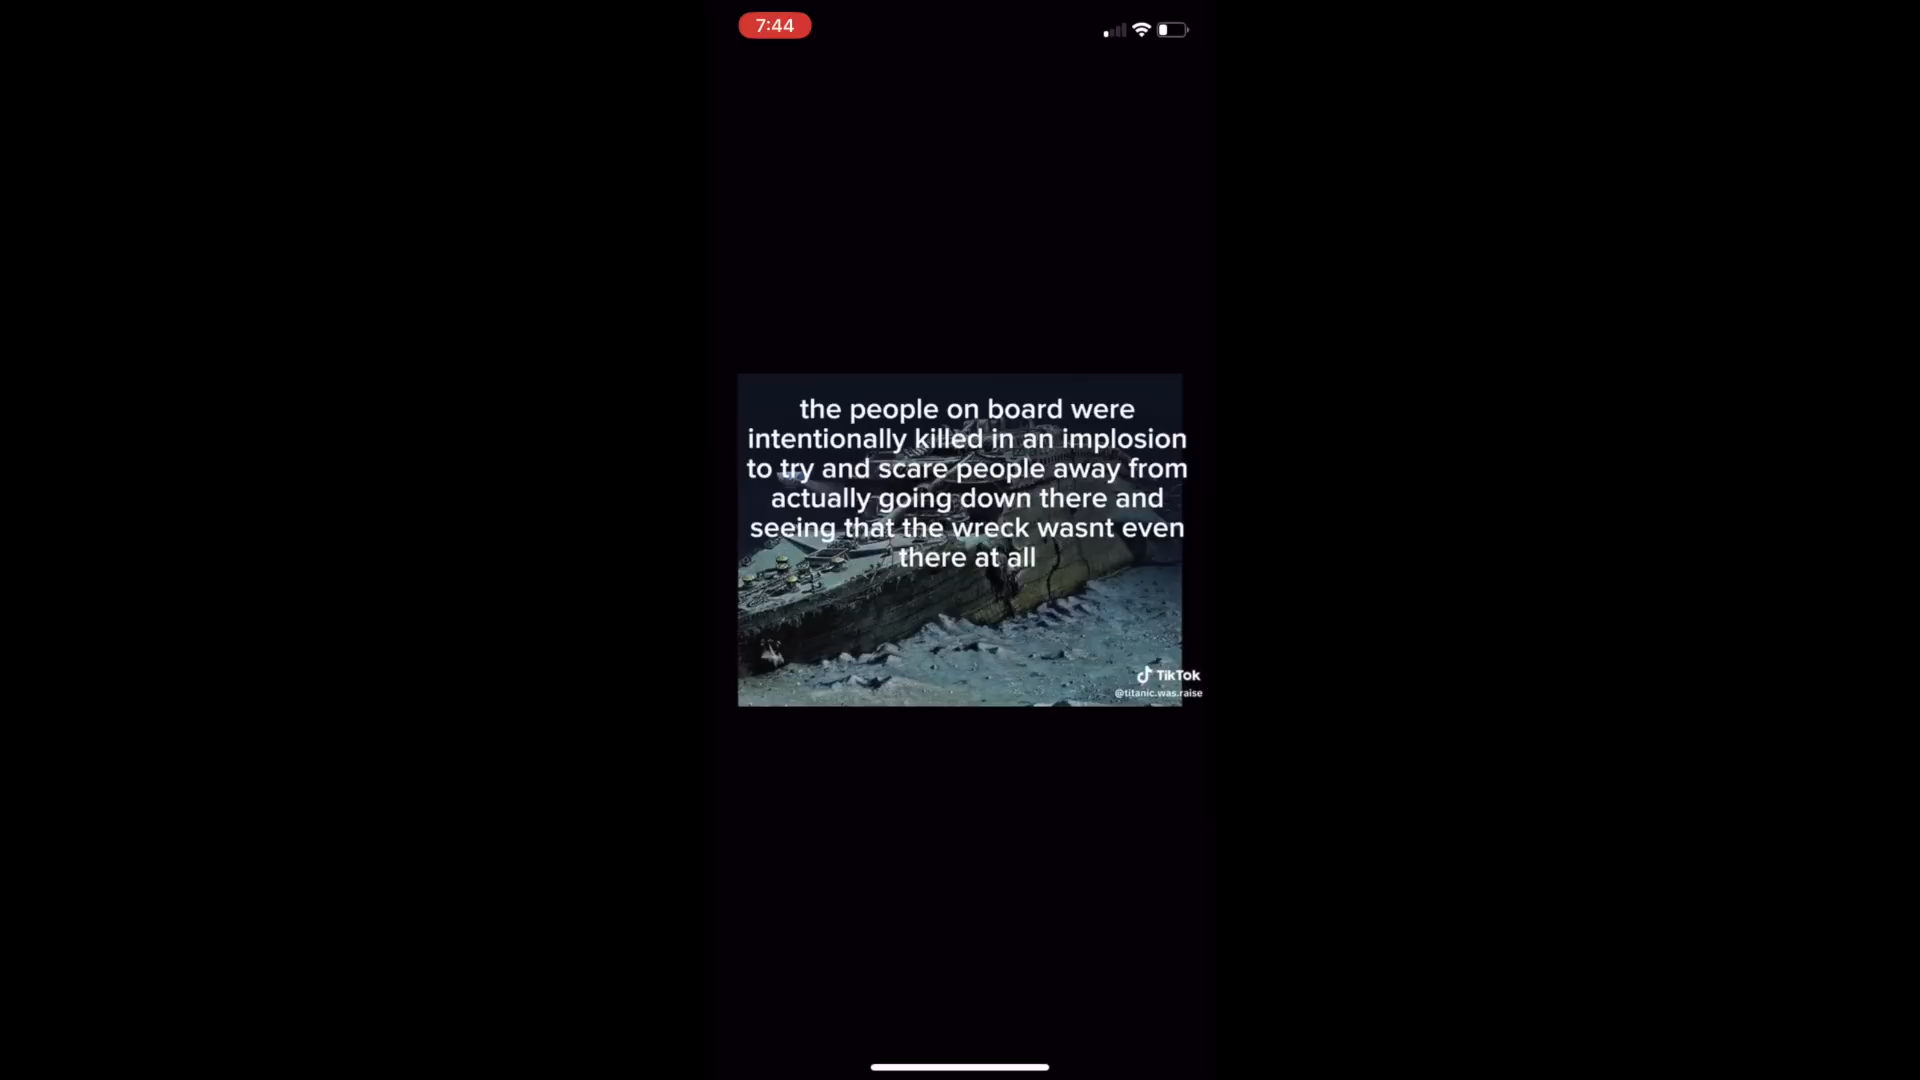 7:44
the people on board were
intentionally killed in an implosion
to try and scare people away from
actually going down there and
seeing that the wreck wasnt even
there at all
TikTok
@titanic.was.raise